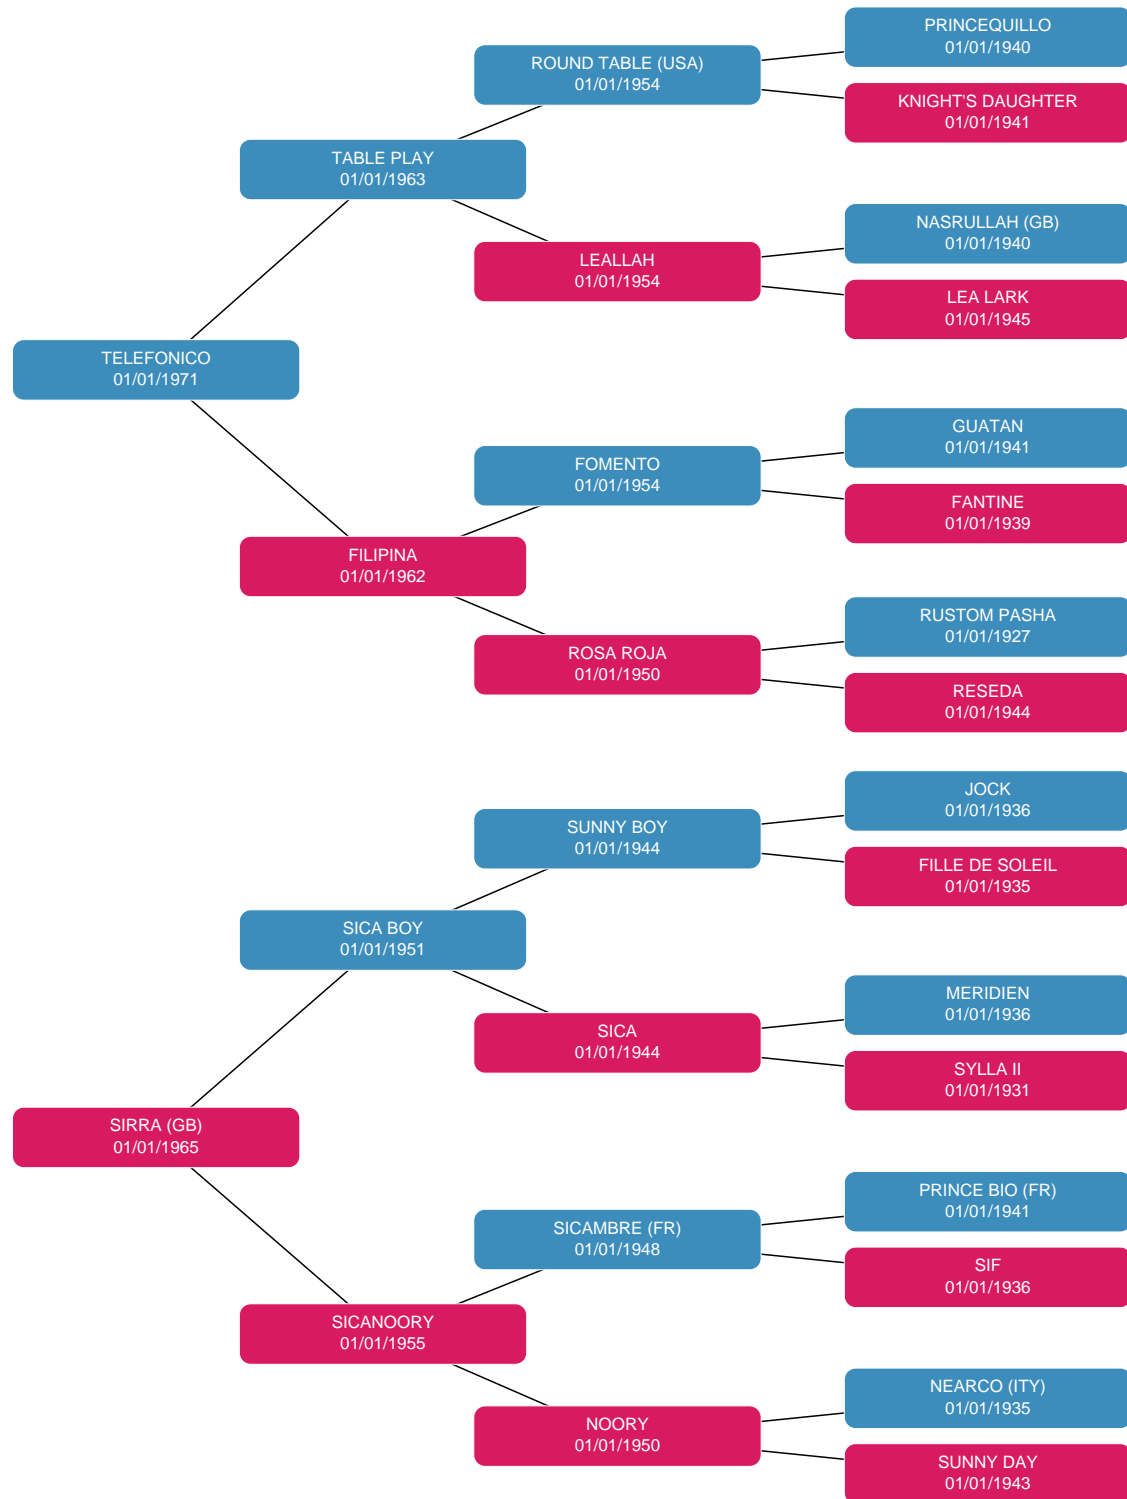 PRINCEQUILLO
01/01/1940
ROUND TABLE (USA)
01/01/1954
KNIGHT'S DAUGHTER
01/01/1941
TABLE PLAY
01/01/1963
NASRULLAH (GB)
01/01/1940
LEALLAH
01/01/1954
LEA LARK
01/01/1945
TELEFONICO
01/01/1971
GUATAN
01/01/1941
FOMENTO
01/01/1954
FANTINE
01/01/1939
FILIPINA
01/01/1962
RUSTOM PASHA
01/01/1927
ROSA ROJA
01/01/1950
RESEDA
01/01/1944
JOCK
01/01/1936
SUNNY BOY
01/01/1944
FILLE DE SOLEIL
01/01/1935
SICA BOY
01/01/1951
MERIDIEN
01/01/1936
SICA
01/01/1944
SYLLA II
01/01/1931
SIRRA (GB)
01/01/1965
PRINCE BIO (FR)
01/01/1941
SICAMBRE (FR)
01/01/1948
SIF
01/01/1936
SICANOORY
01/01/1955
NEARCO (ITY)
01/01/1935
NOORY
01/01/1950
SUNNY DAY
01/01/1943